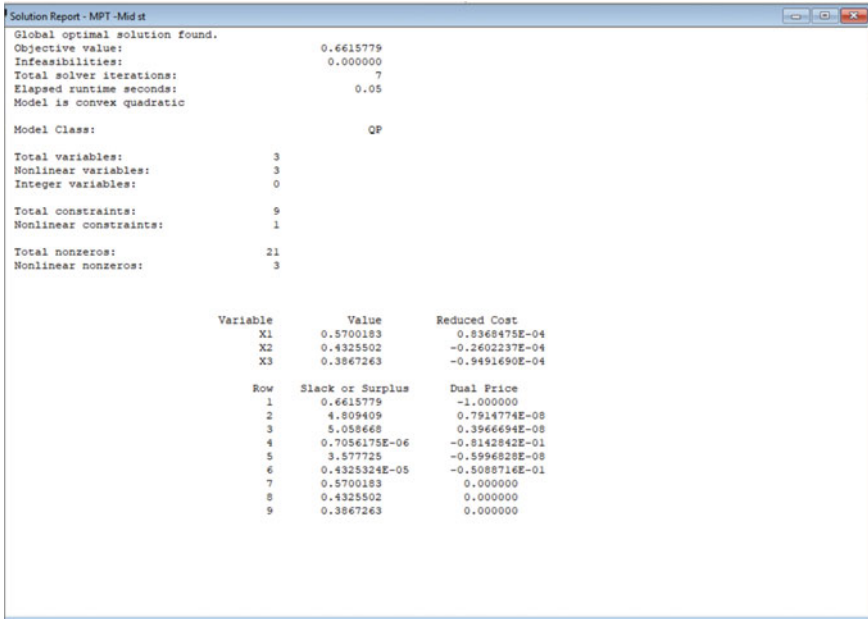 Solution Report - MPT -Mid st
Global optimal solution found.
Objective value: 0.6615779
Infeasibilities: 0.000000
Total solver iterations: 7
Elapsed runtime seconds: 0.05
Model is convex quadratic
Model Class: QP
Total variables: 3
Nonlinear variables: 3
Integer variables: 0
Total constraints: 9
Nonlinear constraints: 1
Total nonzeros: 21
Nonlinear nonzeros: 3
Variable Value Reduced Cost
X1 0.5700183 0.8368475E-04
X2 0.4325502 -0.2602237E-04
X3 0.3867263 -0.9491690E-04
Row Slack or Surplus Dual Price
1 0.6615779 -1.000000
2 4.809409 0.7914774E-08
3 5.058668 0.3966694E-08
4 0.7056175E-06 -0.8142842E-01
5 3.577725 -0.5996828E-08
6 0.4325324E-05 -0.5088716E-01
7 0.5700183 0.000000
8 0.4325502 0.000000
9 0.3867263 0.000000